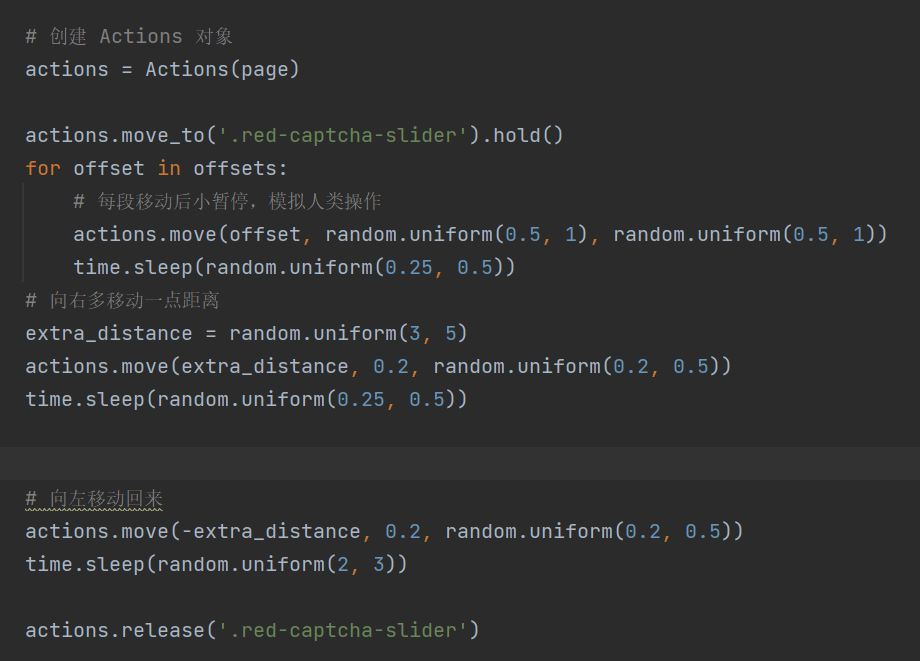 # 创建 Actions 对象
actions = Actions(page)
actions.move_to('.red-captcha-slider').hold()
for offset in offsets:
# 每段移动后小暂停，模拟人类操作
actions.move(offset, random.uniform(0.5, 1), random.uniform(0.5, 1))
time.sleep(random.uniform(0.25, 0.5))
# 向右多移动一点距离
extra_distance = random.uniform(3, 5)
actions.move(extra_distance, 0.2, random.uniform(0.2, 0.5))
time.sleep(random.uniform(0.25, 0.5))
# 向左移动回来
actions.move(-extra_distance, 0.2, random.uniform(0.2, 0.5))
time.sleep(random.uniform(2, 3))
actions.release('.red-captcha-slider')